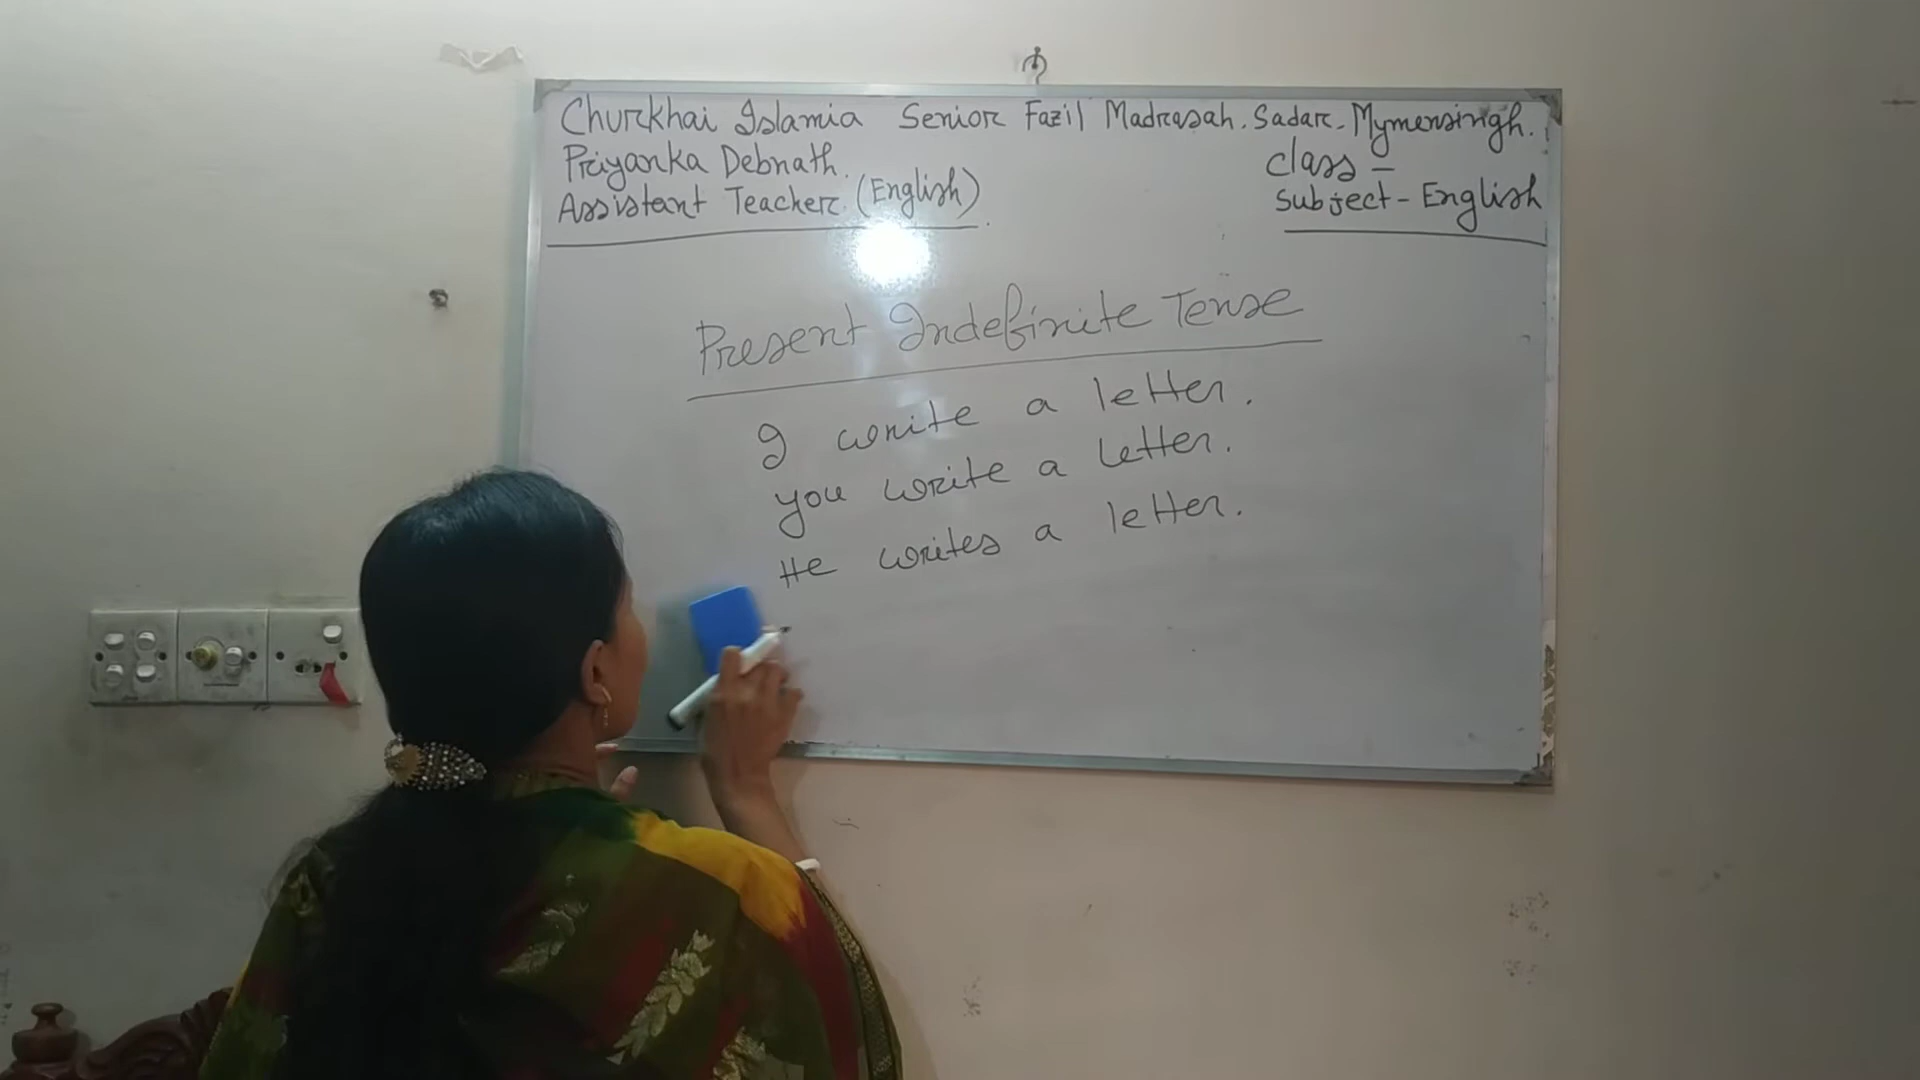 Churkhai Islamia Senior Fazil Madrasah. Sadar. Mymensingh.
Priyanka Debnath.
Class -
Assistant Teacher. (English)
Subject - English
Present Indefinite Tense
I write a letter.
you write a letter.
He writes a letter.